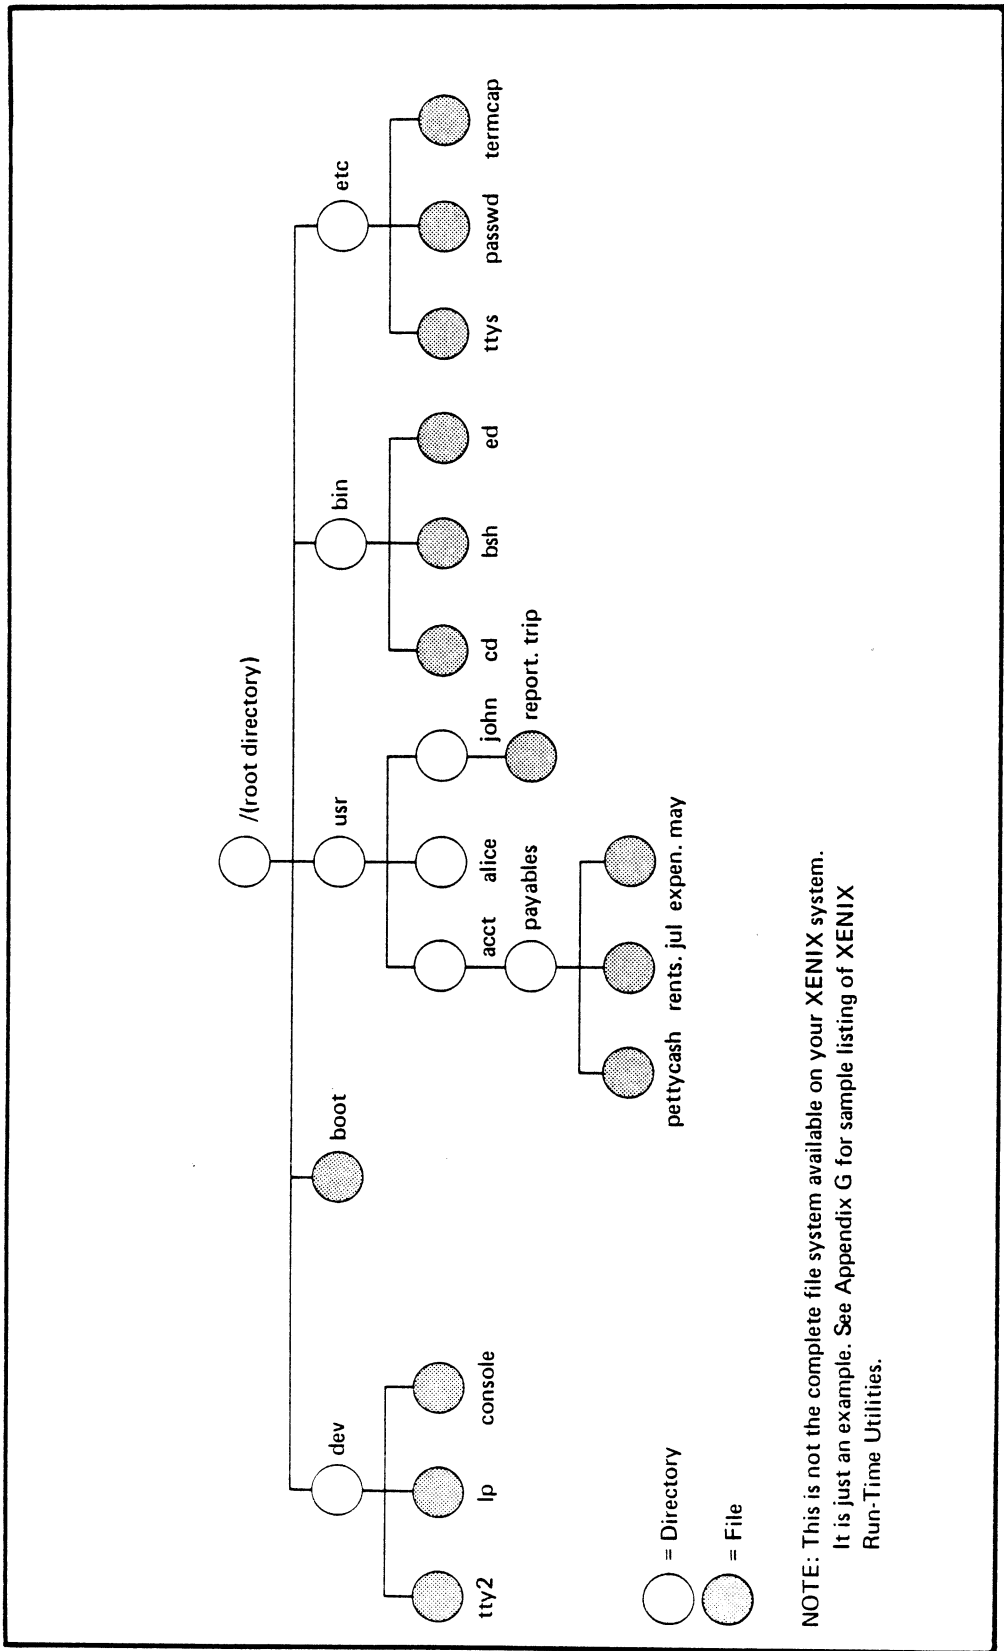 /(root directory)
dev
boot
usr
bin
etc
tty2
lp
console
acct
alice
john
cd
bsh
ed
ttys
passwd
termcap
payables
report. trip
pettycash
rents. jul
expen. may
= Directory
= File
NOTE: This is not the complete file system available on your XENIX system.
It is just an example. See Appendix G for sample listing of XENIX
Run-Time Utilities.